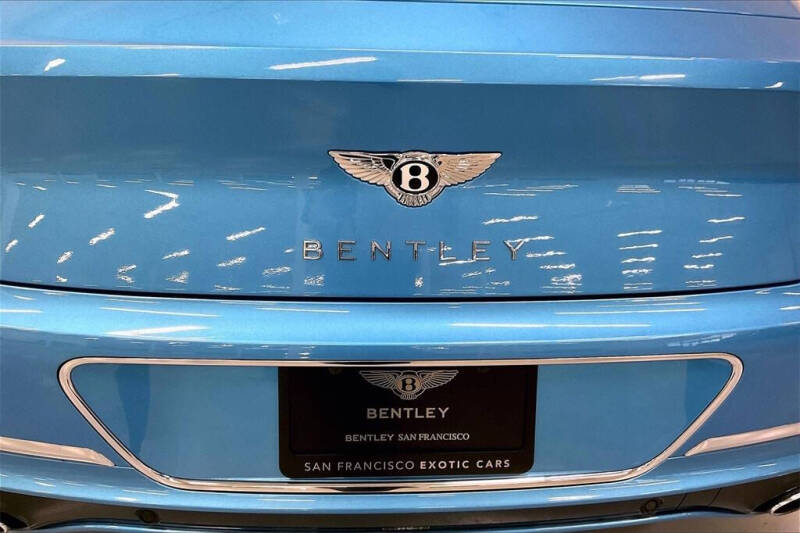 B
BENTLEY
B
BENTLEY
BENTLEY SAN FRANCISCO
SAN FRANCISCO EXOTIC CARS